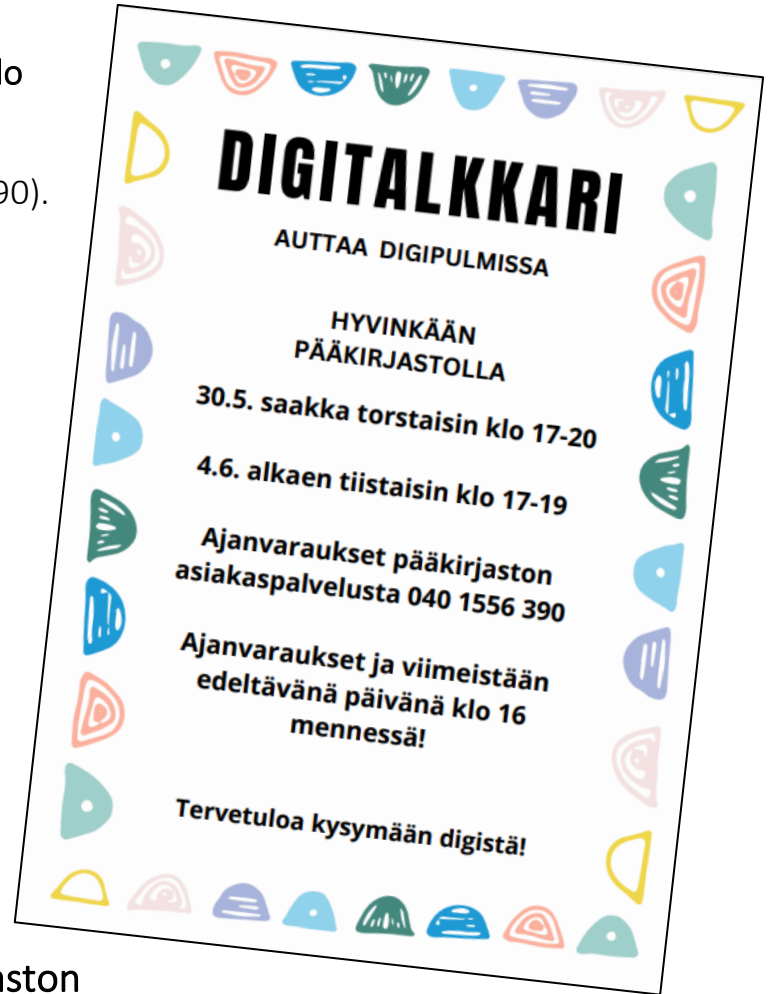 DIGITALKKARI
AUTTAA DIGIPULMISSA
HYVINKÄÄN
PÄÄKIRJASTOLLA
30.5. saakka torstaisin klo 17-20
4.6. alkaen tiistaisin klo 17-19
Ajanvaraukset pääkirjaston
asiakaspalvelusta 040 1556 390
Ajanvaraukset ja viimeistään
edeltävänä päivänä klo 16
mennessä!
Tervetuloa kysymään digistä!